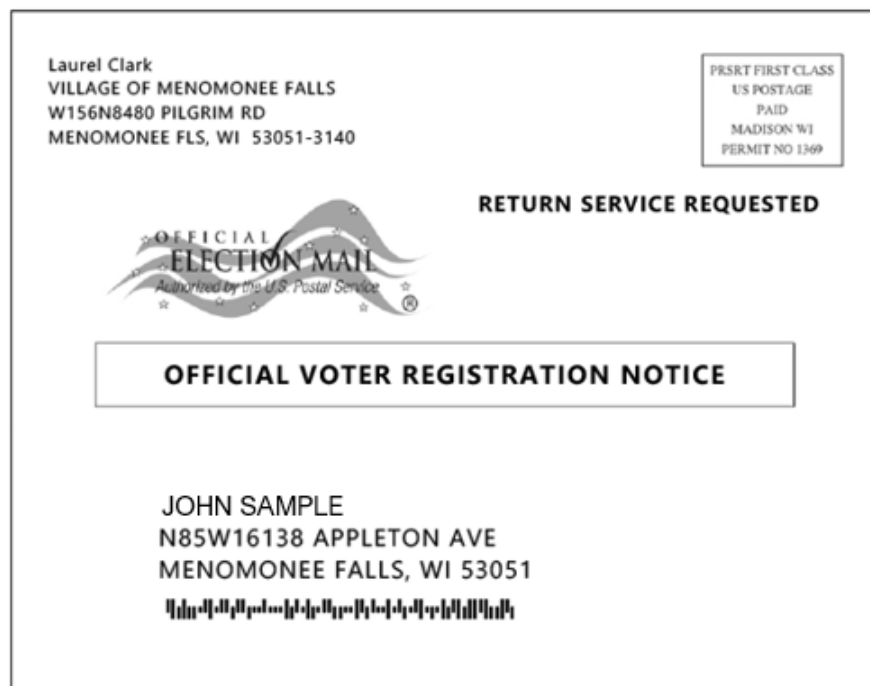 Laurel Clark
VILLAGE OF MENOMONEE FALLS
W156N8480 PILGRIM RD
MENOMONEE FLS, WI  53051-3140
PRSRT FIRST CLASS
US POSTAGE
PAID
MADISON WI
PERMIT NO 1369
RETURN SERVICE REQUESTED
OFFICIAL
ELECTION MAIL
Authorized by the U.S. Postal Service
®
OFFICIAL VOTER REGISTRATION NOTICE
JOHN SAMPLE
N85W16138 APPLETON AVE
MENOMONEE FALLS, WI 53051